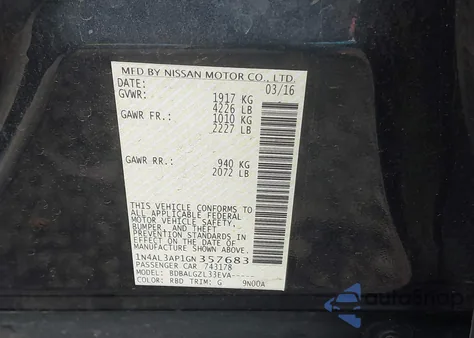 MFD BY NISSAN MOTOR CO., LTD.
DATE: 03/16
GVWR: 1917 KG
4226 LB
GAWR FR.: 1010 KG
2227 LB
GAWR RR.: 940 KG
2072 LB
THIS VEHICLE CONFORMS TO
ALL APPLICABLE FEDERAL
MOTOR VEHICLE SAFETY,
BUMPER, AND THEFT
PREVENTION STANDARDS
IN EFFECT ON THE DATE OF
MANUFACTURE SHOWN ABOVE.
1N4AL3AP1GN357683
PASSENGER CAR 743178
MODEL: BDBALGZL33EVA-----
COLOR: RBD TRIM: G 9N00A
AutoSnap